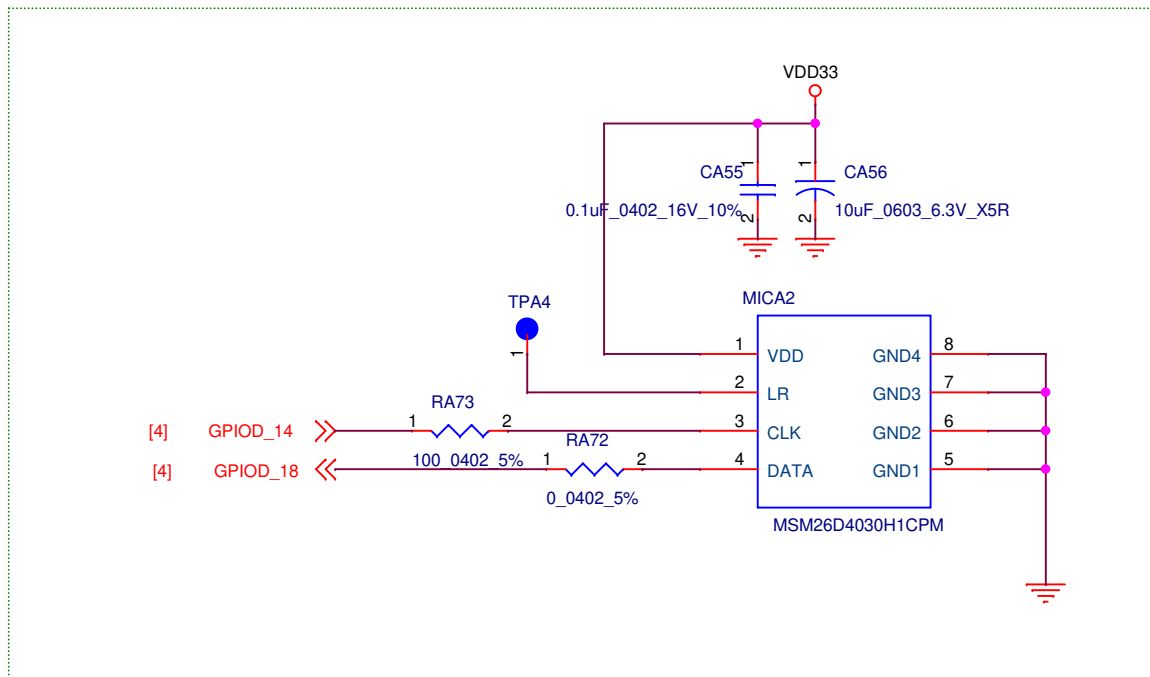 VDD33
1
1
CA55
CA56
0.1uF_0402_16V_10%
2
2
10uF_0603_6.3V_X5R
TPA4
1
MICA2
1 VDD GND4 8
2 LR GND3 7
RA73
[4] GPIOD_14 1 2 3 CLK GND2 6
RA72
100_0402_5%
[4] GPIOD_18 1 2 4 DATA GND1 5
0_0402_5%
MSM26D4030H1CPM